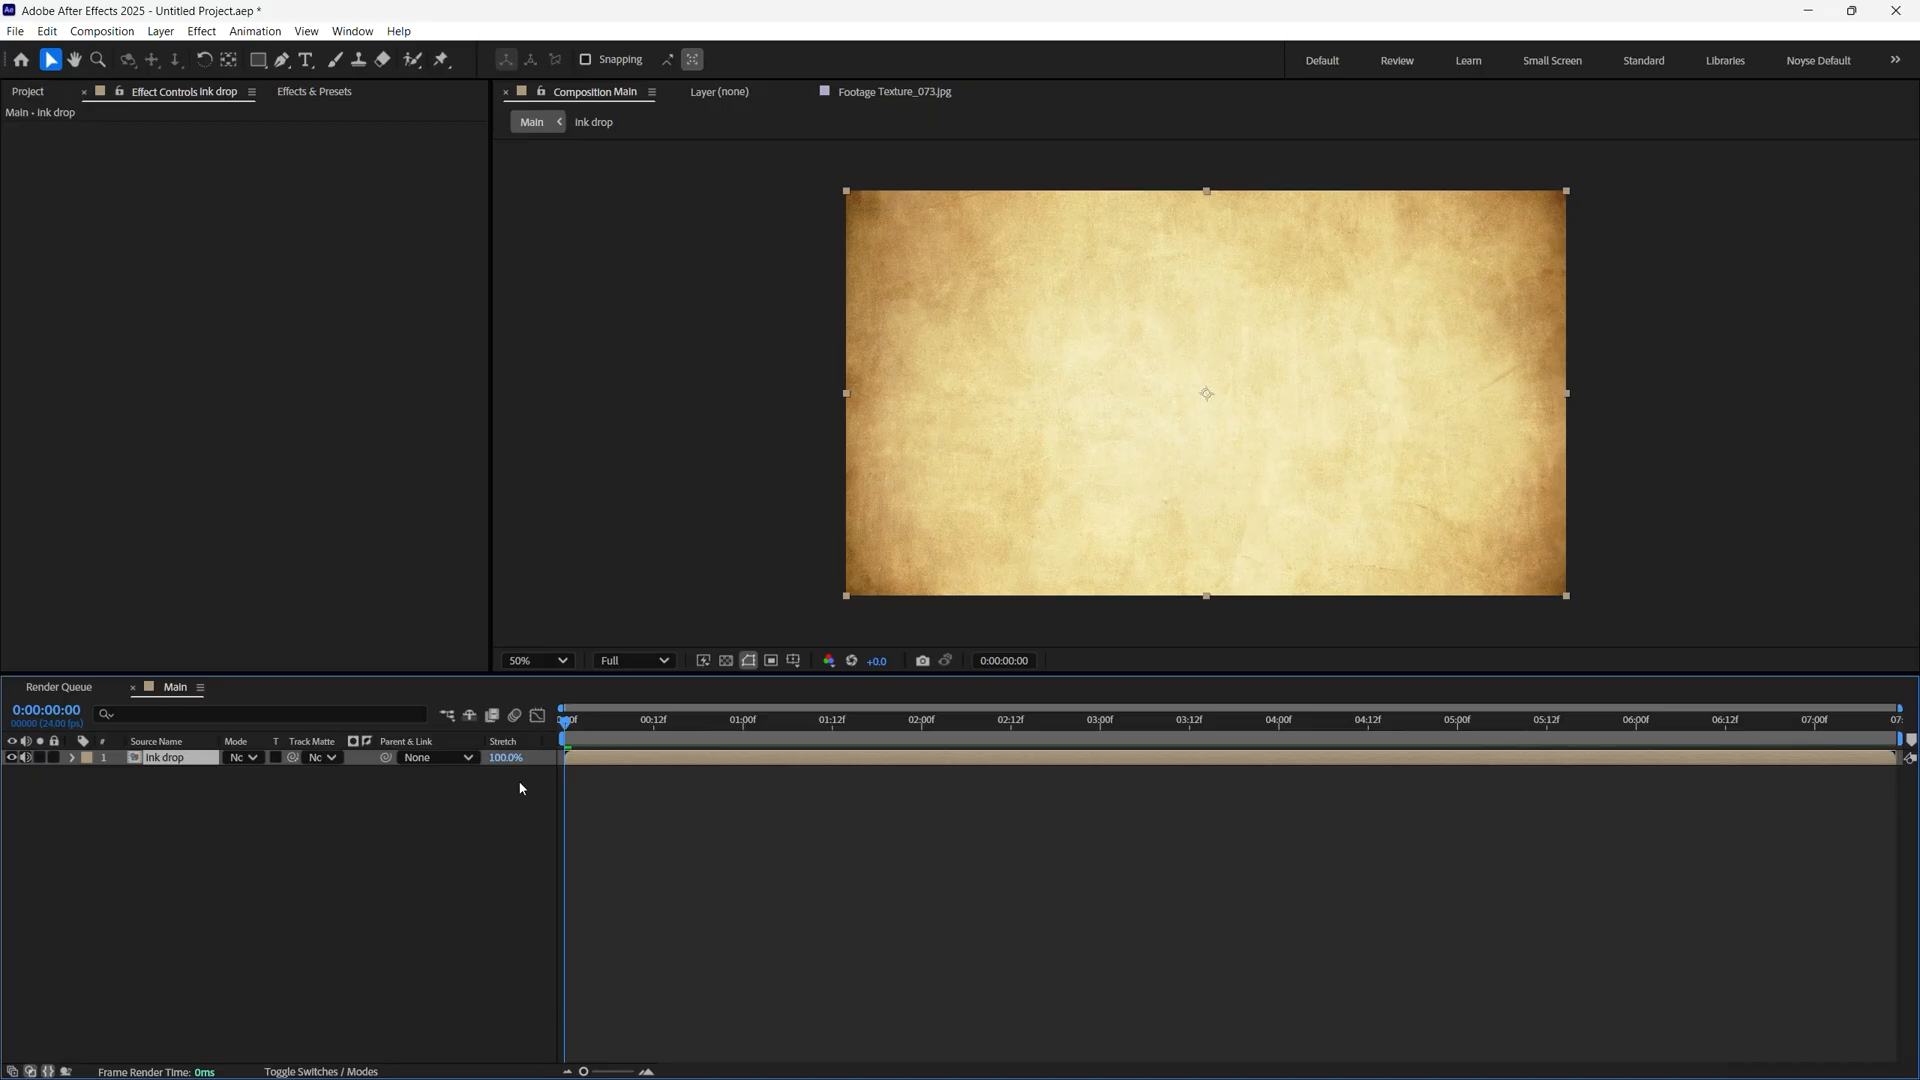 Adobe After Effects 2025 - Untitled Project.aep *
File Edit Composition Layer Effect Animation View Window Help
Snapping
Default Review Learn Small Screen Standard Libraries Noyse Default
Project Effect Controls Ink drop Effects & Presets
Composition Main Layer (none) Footage Texture_073.jpg
Main • Ink drop
Main Ink drop
50% Full +0.0 0:00:00:00
Render Queue Main
0:00:00:00
00000 (24.00 fps)
00:12f 01:00f 01:12f 02:00f 02:12f 03:00f 03:12f 04:00f 04:12f 05:00f 05:12f 06:00f 06:12f 07:00f 07:
# Source Name Mode T Track Matte Parent & Link Stretch
1 Ink drop Nc Nc None 100.0%
Frame Render Time: 0ms Toggle Switches / Modes